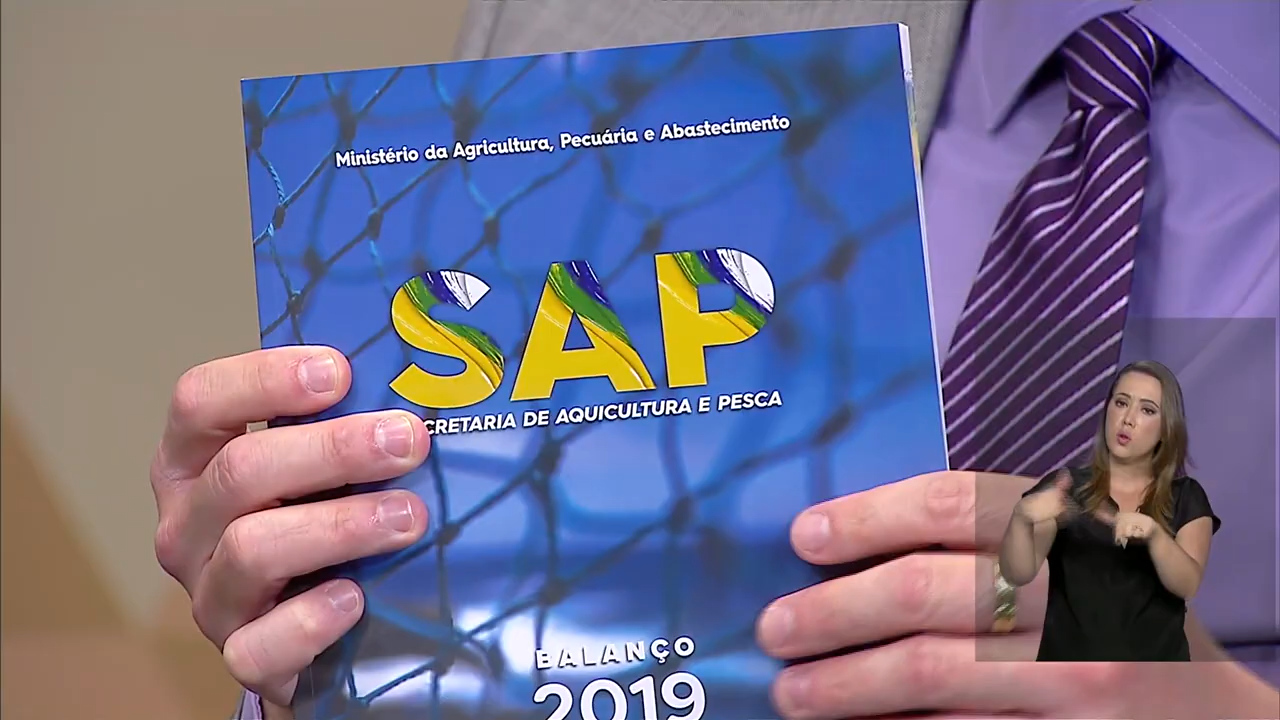 Ministério da Agricultura, Pecuária e Abastecimento
SAP
CRETARIA DE AQUICULTURA E PESCA
BALANÇO
2019